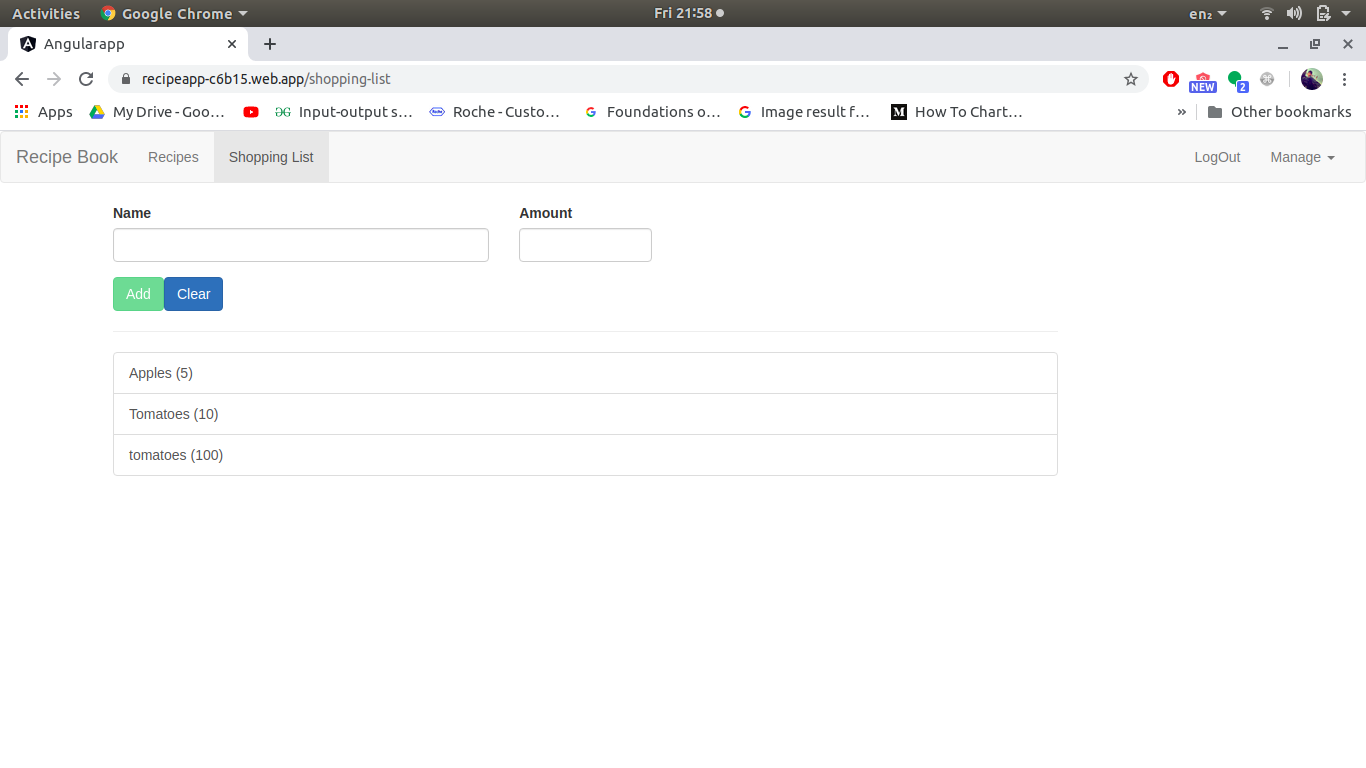 Activities Google Chrome Fri 21:58 en₂
Angularapp
recipeapp-c6b15.web.app/shopping-list NEW 2
Apps My Drive - Goo… Input-output s… Roche - Custo… Foundations o… Image result f… M How To Chart… » Other bookmarks
Recipe Book Recipes Shopping List LogOut Manage
Name Amount
Add Clear
Apples (5)
Tomatoes (10)
tomatoes (100)